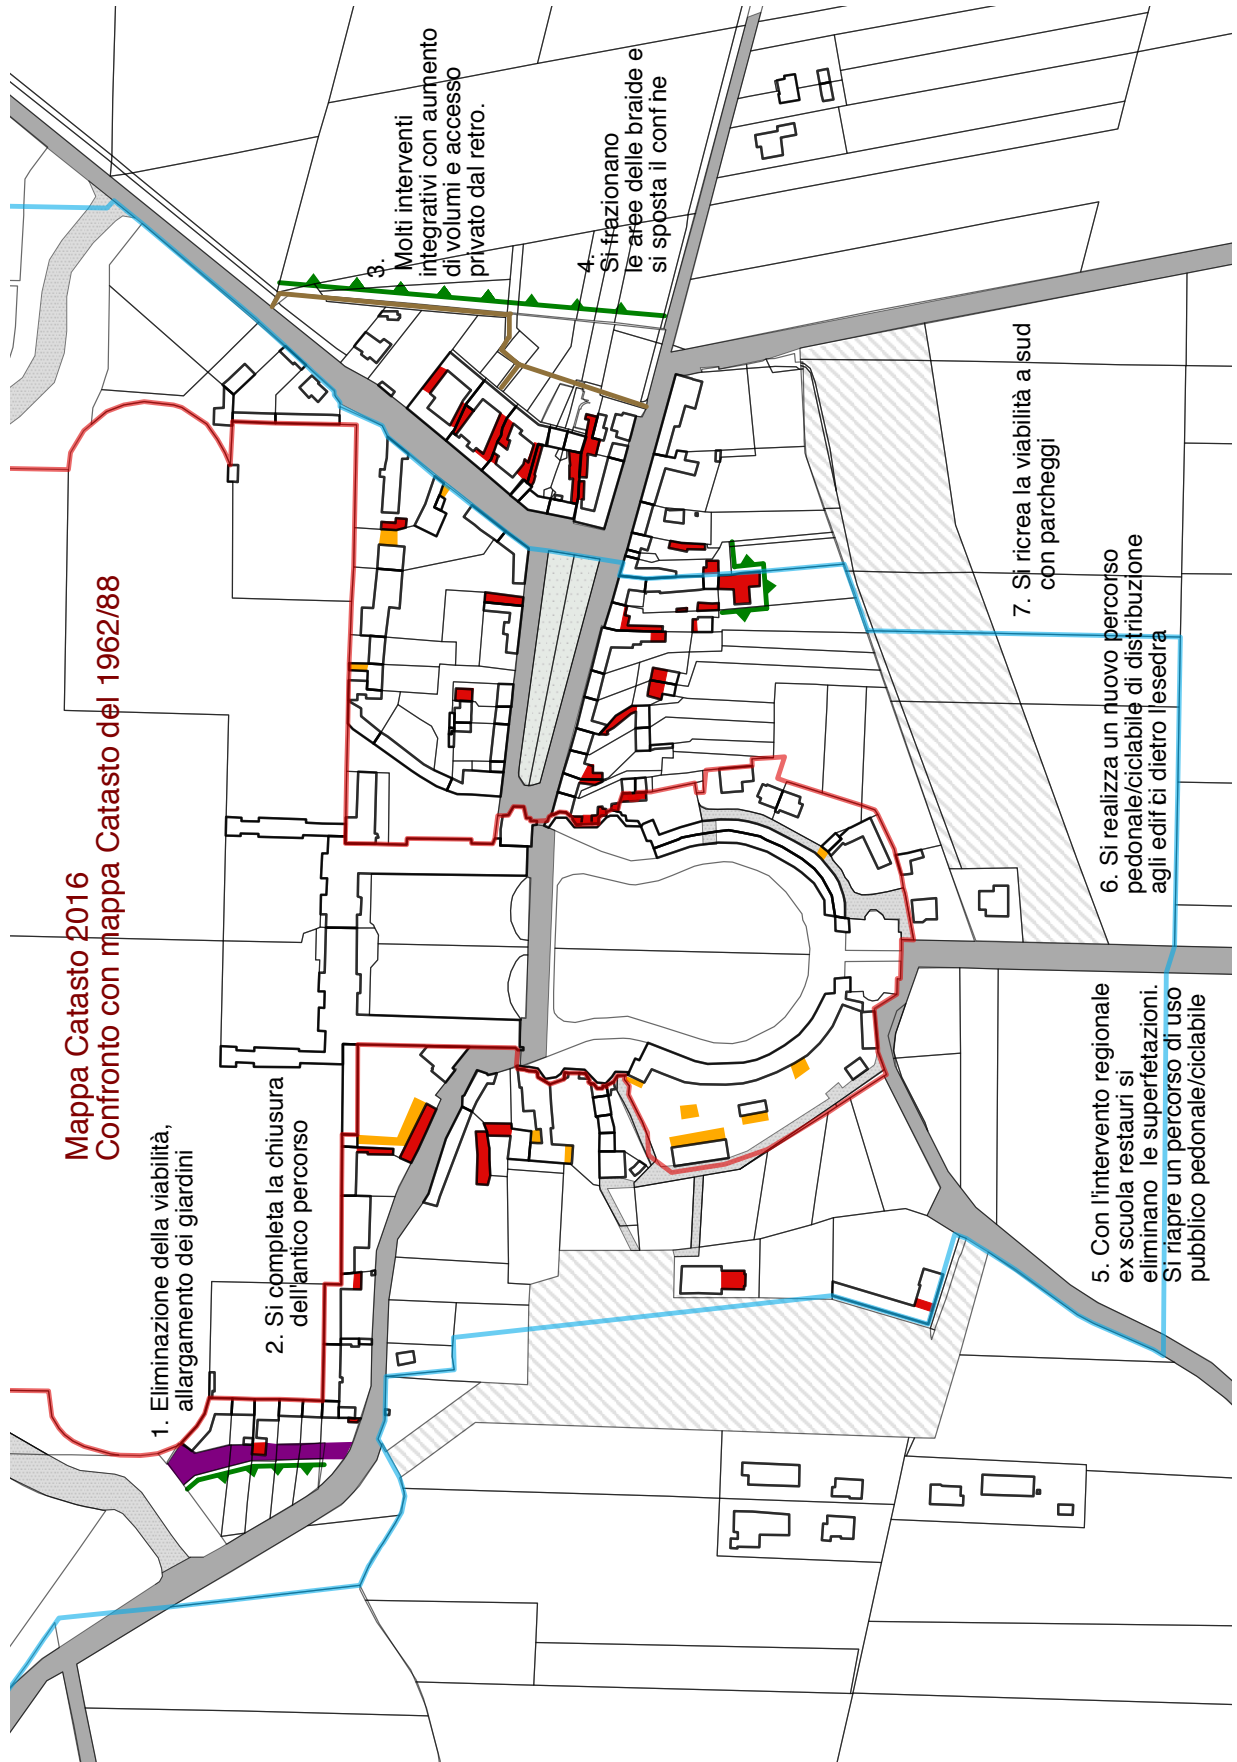 Mappa Catasto 2016
Confronto con mappa Catasto del 1962/88
1. Eliminazione della viabilità,
allargamento dei giardini
2. Si completa la chiusura
dell'antico percorso
3.
Molti interventi
integrativi con aumento
di volumi e accesso
privato dal retro.
4.
Si frazionano
le aree delle braide e
si sposta il confine
5. Con l'intervento regionale
ex scuola restauri si
eliminano le superfetazioni.
Si riapre un percorso di uso
pubblico pedonale/ciclabile
6. Si realizza un nuovo percorso
pedonale/ciclabile di distribuzione
agli edifici dietro lesedra
7. Si ricrea la viabilità a sud
con parcheggi